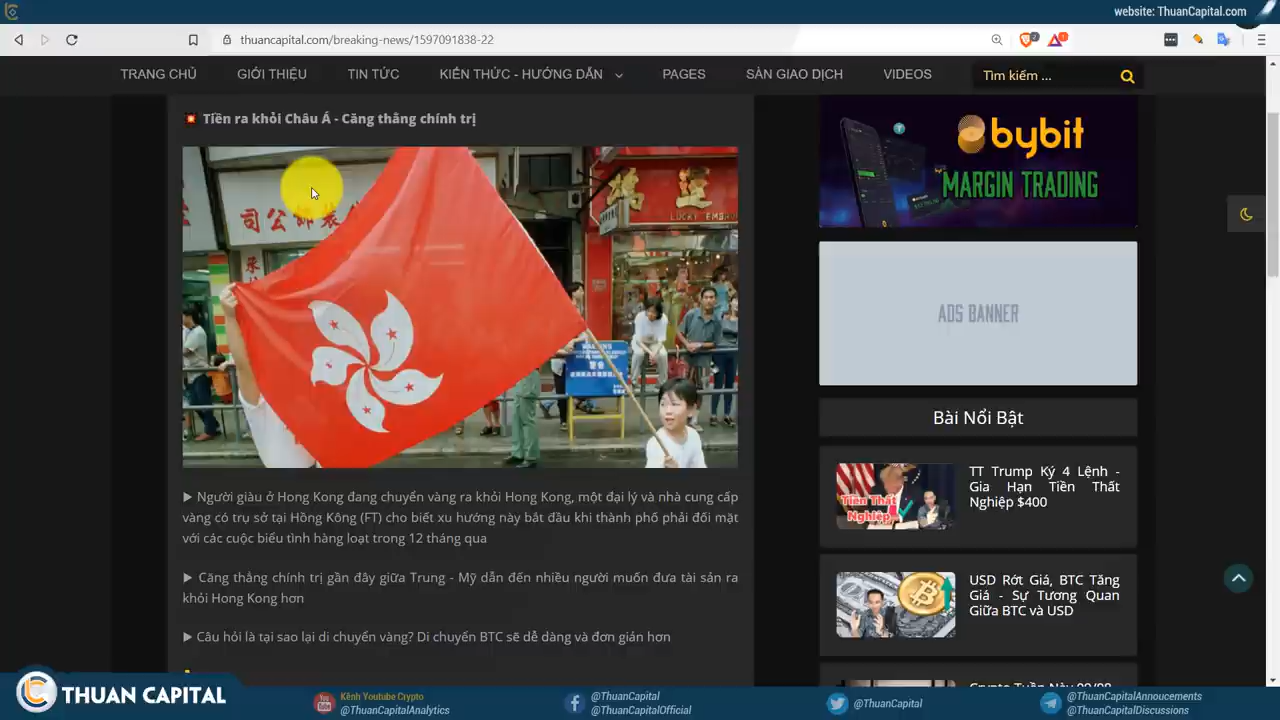 website: ThuanCapital.com
thuancapital.com/breaking-news/1597091838-22
TRANG CHỦ
GIỚI THIỆU
TIN TỨC
KIẾN THỨC - HƯỚNG DẪN
PAGES
SÀN GIAO DỊCH
VIDEOS
Tìm kiếm ...
Tiền ra khỏi Châu Á - Căng thẳng chính trị
司公
LUCKY
▶ Người giàu ở Hong Kong đang chuyển vàng ra khỏi Hong Kong, một đại lý và nhà cung cấp
vàng có trụ sở tại Hồng Kông (FT) cho biết xu hướng này bắt đầu khi thành phố phải đối mặt
với các cuộc biểu tình hàng loạt trong 12 tháng qua
▶ Căng thẳng chính trị gần đây giữa Trung - Mỹ dẫn đến nhiều người muốn đưa tài sản ra
khỏi Hong Kong hơn
▶ Câu hỏi là tại sao lại di chuyển vàng? Di chuyển BTC sẽ dễ dàng và đơn giản hơn
bybit
MARGIN TRADING
ADS BANNER
Bài Nổi Bật
Tiền Thất
Nghiệp
TT Trump Ký 4 Lệnh -
Gia Hạn Tiền Thất
Nghiệp $400
USD Rớt Giá, BTC Tăng
Giá - Sự Tương Quan
Giữa BTC và USD
THUAN CAPITAL
Kênh Youtube Crypto
@ThuanCapitalAnalytics
@ThuanCapital
@ThuanCapitalOfficial
@ThuanCapital
@ThuanCapitalAnnoucements
@ThuanCapitalDiscussions